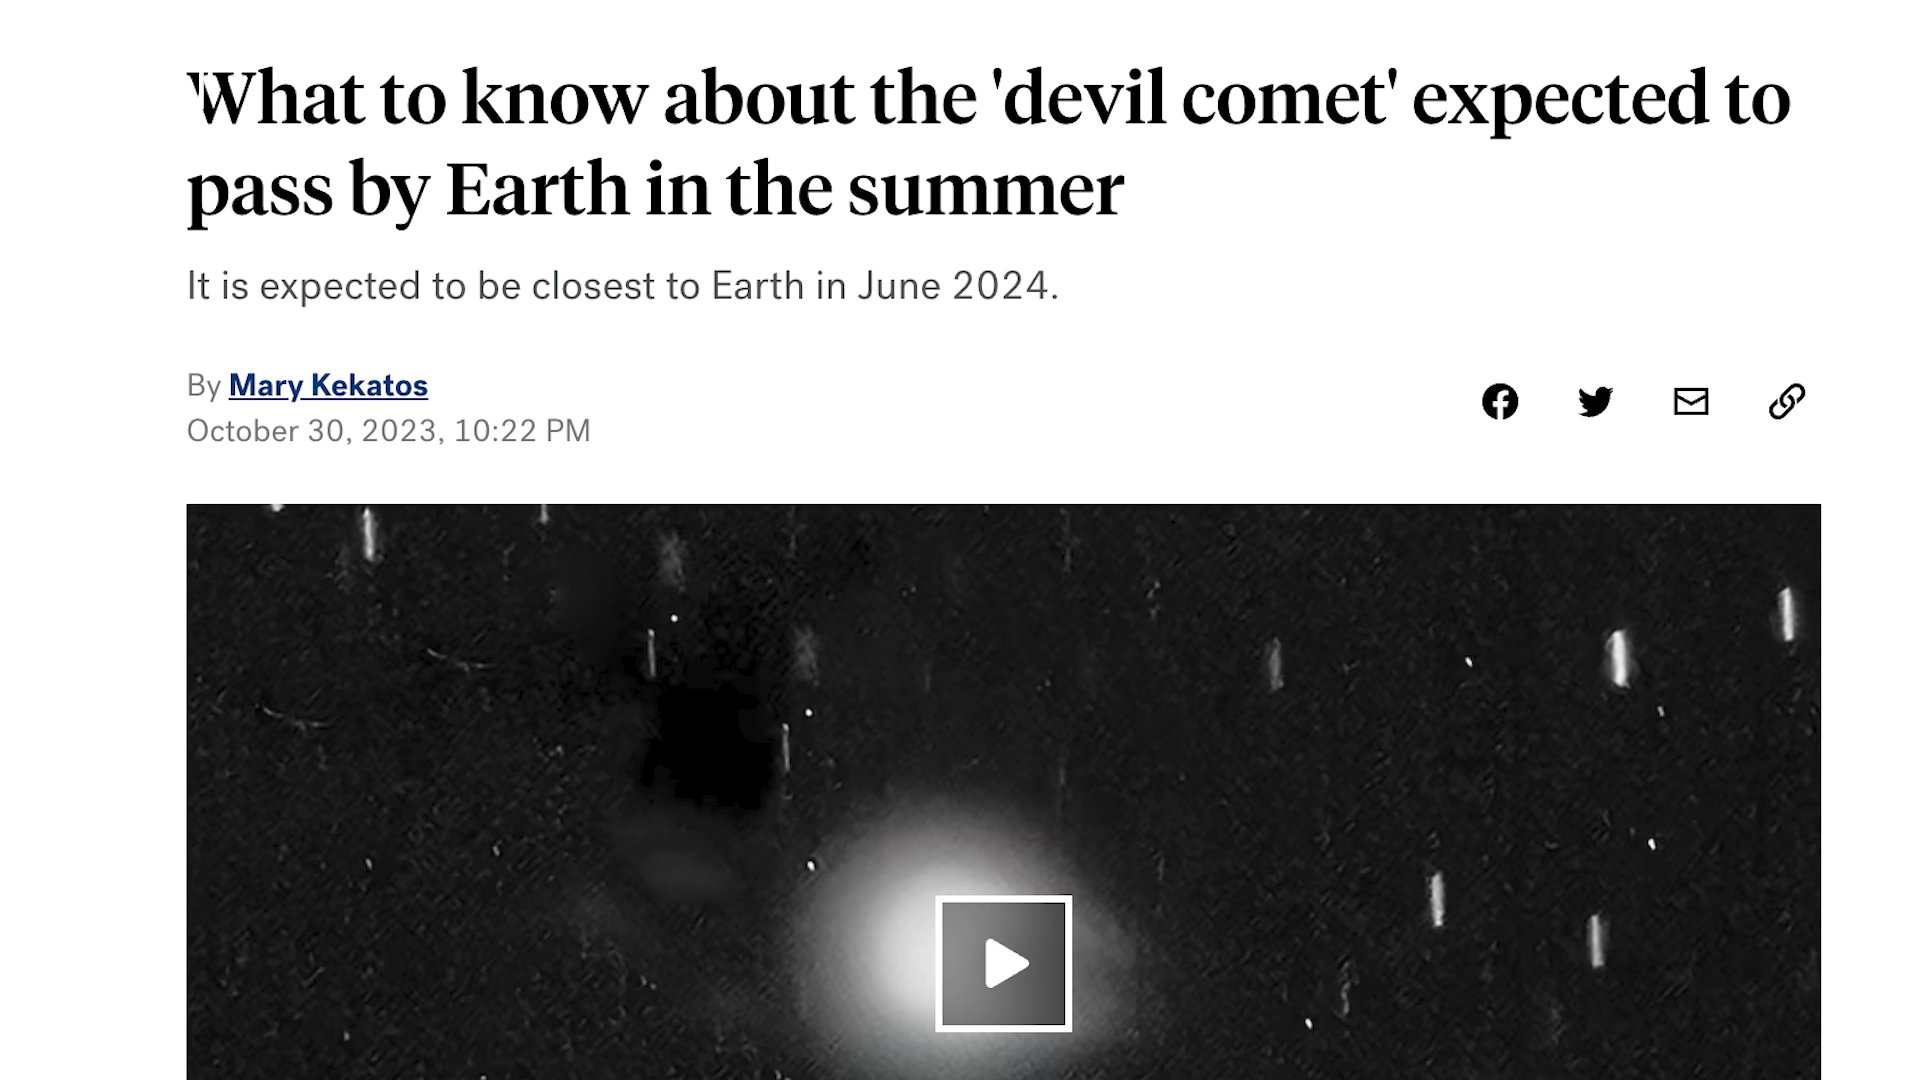 What to know about the 'devil comet' expected to
pass by Earth in the summer
It is expected to be closest to Earth in June 2024.
By Mary Kekatos
October 30, 2023, 10:22 PM